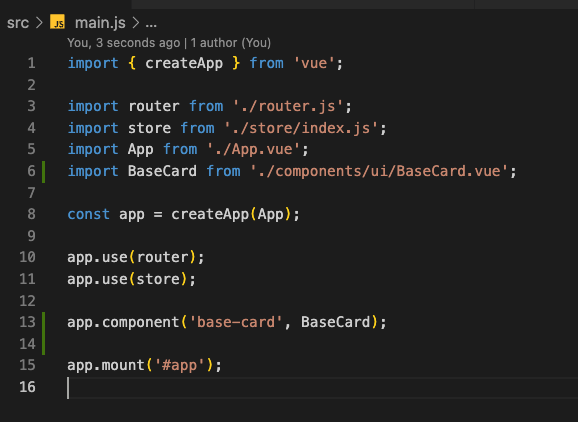 src > JS main.js > ...
You, 3 seconds ago | 1 author (You)
1 import { createApp } from 'vue';
2
3 import router from './router.js';
4 import store from './store/index.js';
5 import App from './App.vue';
6 import BaseCard from './components/ui/BaseCard.vue';
7
8 const app = createApp(App);
9
10 app.use(router);
11 app.use(store);
12
13 app.component('base-card', BaseCard);
14
15 app.mount('#app');
16